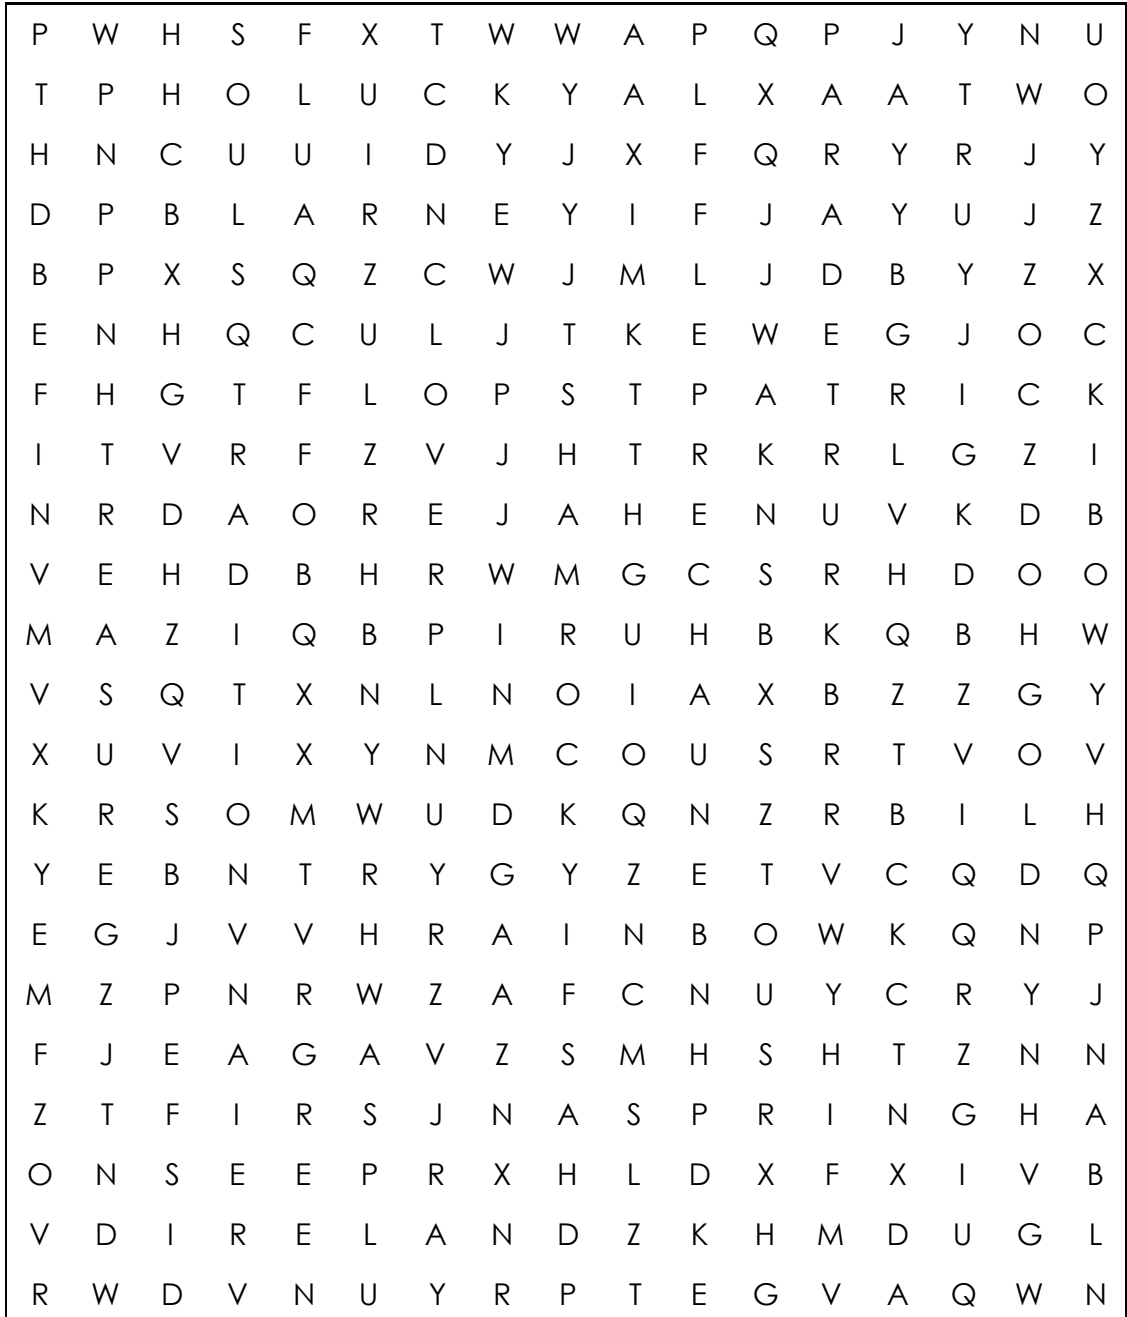 P W H S F X T W W A P Q P J Y N U
T P H O L U C K Y A L X A A T W O
H N C U U I D Y J X F Q R Y R J Y
D P B L A R N E Y I F J A Y U J Z
B P X S Q Z C W J M L J D B Y Z X
E N H Q C U L J T K E W E G J O C
F H G T F L O P S T P A T R I C K
I T V R F Z V J H T R K R L G Z I
N R D A O R E J A H E N U V K D B
V E H D B H R W M G C S R H D O O
M A Z I Q B P I R U H B K Q B H W
V S Q T X N L N O I A X B Z Z G Y
X U V I X Y N M C O U S R T V O V
K R S O M W U D K Q N Z R B I L H
Y E B N T R Y G Y Z E T V C Q D Q
E G J V V H R A I N B O W K Q N P
M Z P N R W Z A F C N U Y C R Y J
F J E A G A V Z S M H S H T Z N N
Z T F I R S J N A S P R I N G H A
O N S E E P R X H L D X F X I V B
V D I R E L A N D Z K H M D U G L
R W D V N U Y R P T E G V A Q W N